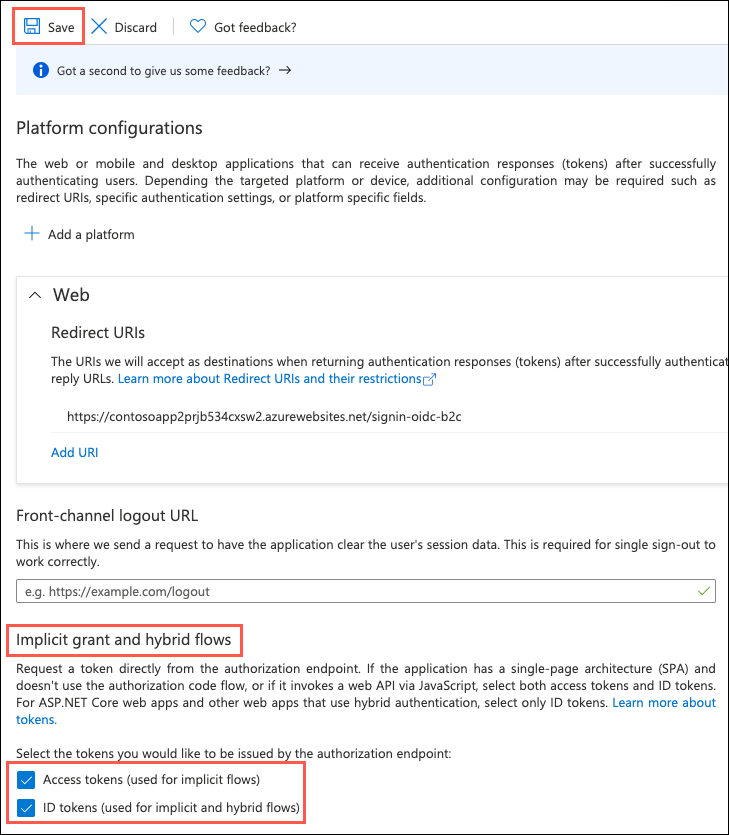 Save Discard Got feedback?
Got a second to give us some feedback? →
Platform configurations
The web or mobile and desktop applications that can receive authentication responses (tokens) after successfully
authenticating users. Depending the targeted platform or device, additional configuration may be required such as
redirect URIs, specific authentication settings, or platform specific fields.
Add a platform
Web
Redirect URIs
The URIs we will accept as destinations when returning authentication responses (tokens) after successfully authenticat
reply URLs. Learn more about Redirect URIs and their restrictions
https://contosoapp2prjb534cxsw2.azurewebsites.net/signin-oidc-b2c
Add URI
Front-channel logout URL
This is where we send a request to have the application clear the user's session data. This is required for single sign-out to
work correctly.
e.g. https://example.com/logout
Implicit grant and hybrid flows
Request a token directly from the authorization endpoint. If the application has a single-page architecture (SPA) and
doesn't use the authorization code flow, or if it invokes a web API via JavaScript, select both access tokens and ID tokens.
For ASP.NET Core web apps and other web apps that use hybrid authentication, select only ID tokens. Learn more about
tokens.
Select the tokens you would like to be issued by the authorization endpoint:
Access tokens (used for implicit flows)
ID tokens (used for implicit and hybrid flows)